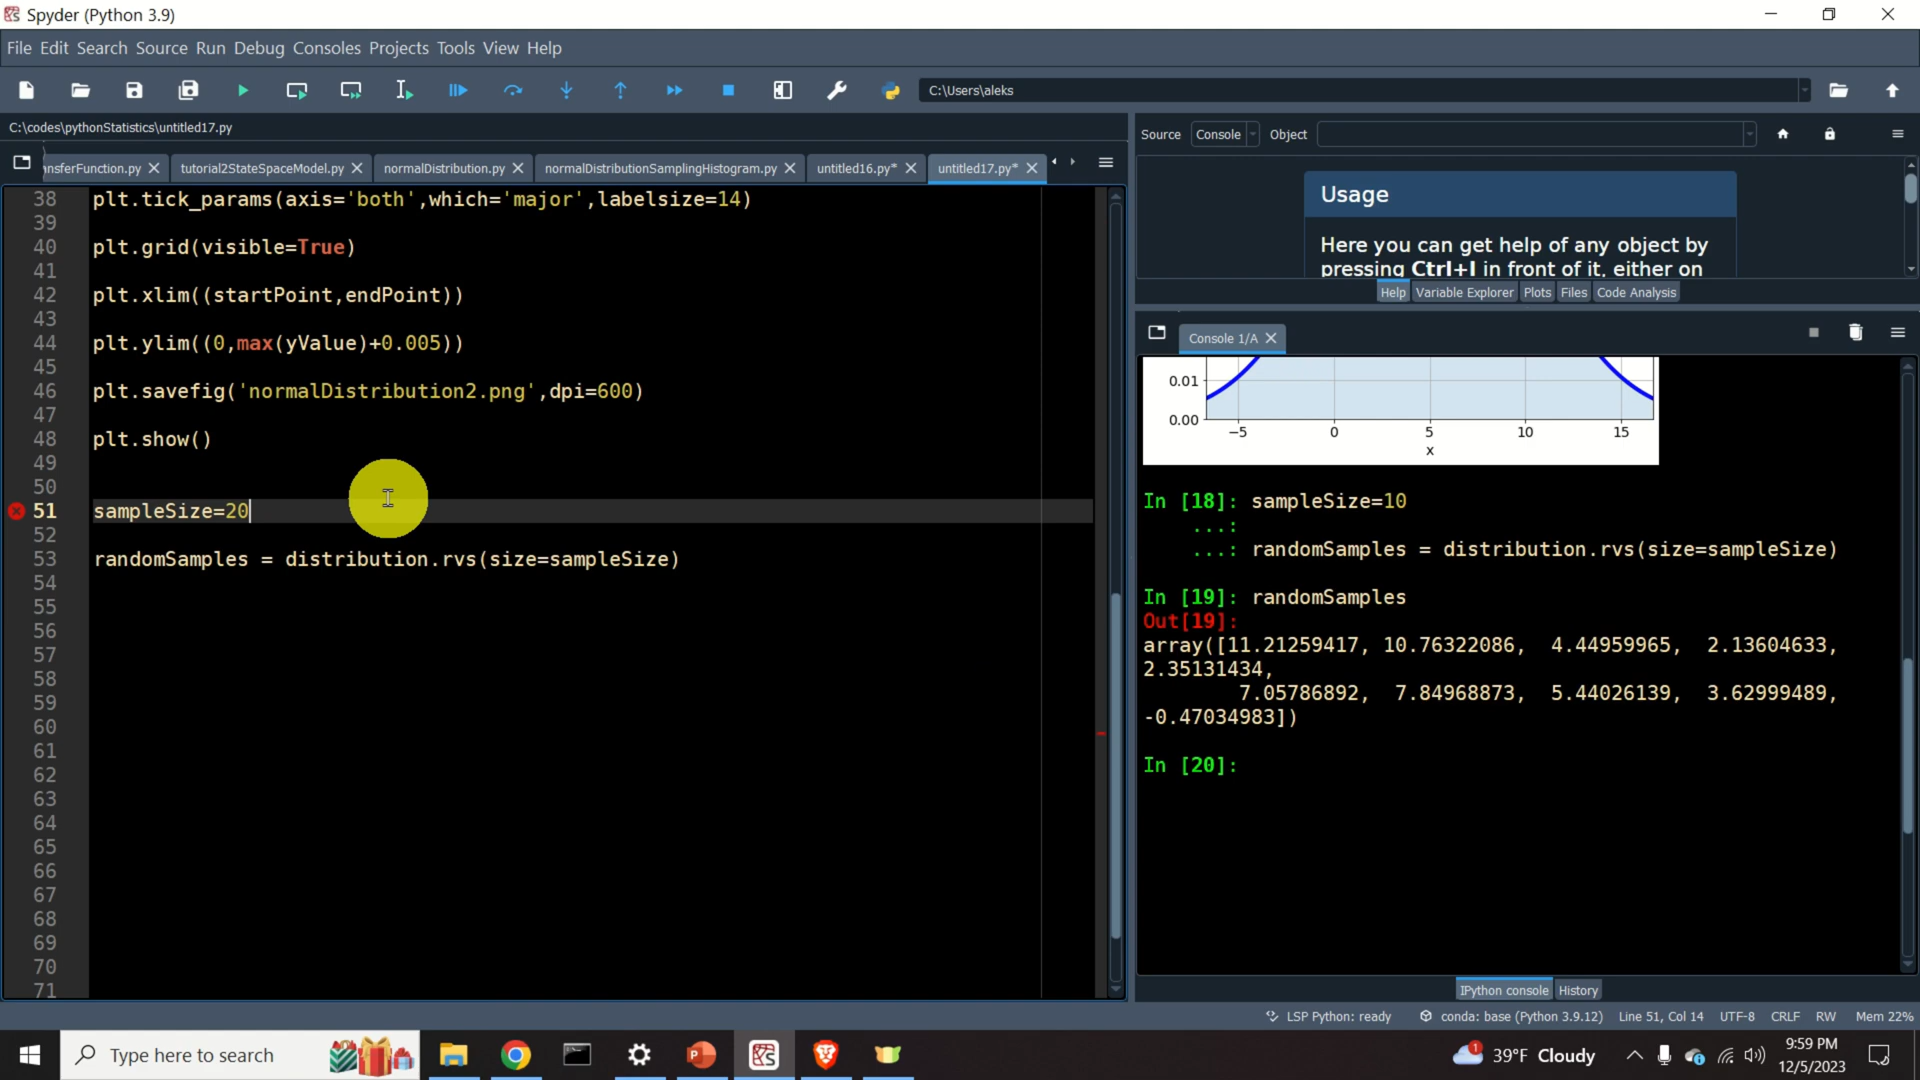 Spyder (Python 3.9)
File Edit Search Source Run Debug Consoles Projects Tools View Help
C:\Users\aleks
C:\codes\pythonStatistics\untitled17.py
nsferFunction.py tutorial2StateSpaceModel.py normalDistribution.py normalDistributionSamplingHistogram.py untitled16.py* untitled17.py*
38 plt.tick_params(axis='both',which='major',labelsize=14)
39
40 plt.grid(visible=True)
41
42 plt.xlim((startPoint,endPoint))
43
44 plt.ylim((0,max(yValue)+0.005))
45
46 plt.savefig('normalDistribution2.png',dpi=600)
47
48 plt.show()
49
50
51 sampleSize=20
52
53 randomSamples = distribution.rvs(size=sampleSize)
54
55
56
57
58
59
60
61
62
63
64
65
66
67
68
69
70
71
Source Console Object
Usage
Here you can get help of any object by
pressing Ctrl+I in front of it, either on
Help Variable Explorer Plots Files Code Analysis
Console 1/A
0.01
0.00
-5 0 5 10 15
x
In [18]: sampleSize=10
...:
...: randomSamples = distribution.rvs(size=sampleSize)
In [19]: randomSamples
Out[19]:
array([11.21259417, 10.76322086, 4.44959965, 2.13604633,
2.35131434,
7.05786892, 7.84968873, 5.44026139, 3.62999489,
-0.47034983])
In [20]:
IPython console History
LSP Python: ready conda: base (Python 3.9.12) Line 51, Col 14 UTF-8 CRLF RW Mem 22%
Type here to search
1 39°F Cloudy
9:59 PM
12/5/2023